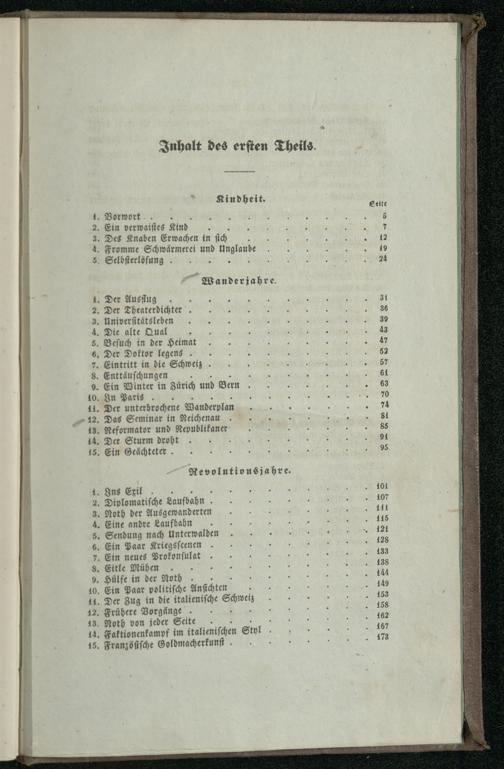 Inhalt des ersten Theils.
Kindheit.
Seite
1. Vorwort . . . . . . . . . . . 5
2. Ein verwaistes Kind . . . . . . . . . 7
3. Des Knaben Erwachen in sich . . . . . . . 12
4. Fromme Schwärmerei und Unglaube . . . . . . 19
5. Selbsterlösung . . . . . . . . . . 24
Wanderjahre.
1. Der Ausflug . . . . . . . . . . 31
2. Der Theaterdichter . . . . . . . . . 36
3. Universitätsleben . . . . . . . . . 39
4. Die alte Qual . . . . . . . . . 43
5. Besuch in der Heimat . . . . . . . . 47
6. Der Doktor legens . . . . . . . . . 52
7. Eintritt in die Schweiz . . . . . . . . 57
8. Enttäuschungen . . . . . . . . . 61
9. Ein Winter in Zürich und Bern . . . . . . 63
10. In Paris . . . . . . . . . . . 70
11. Der unterbrochene Wanderplan . . . . . . 74
12. Das Seminar in Reichenau . . . . . . . 81
13. Reformator und Republikaner . . . . . . 85
14. Der Sturm droht . . . . . . . . . 91
15. Ein Geächteter . . . . . . . . . . 95
Revolutionsjahre.
1. Ins Exil . . . . . . . . . . . 101
2. Diplomatische Laufbahn . . . . . . . . 107
3. Noth der Ausgewanderten . . . . . . . 111
4. Eine andre Laufbahn . . . . . . . . 115
5. Sendung nach Unterwalden . . . . . . . 121
6. Ein Paar Kriegsscenen . . . . . . . . 128
7. Ein neues Prokonsulat . . . . . . . . 133
8. Eitle Mühen . . . . . . . . . . 138
9. Hülfe in der Noth . . . . . . . . . 144
10. Ein Paar politische Ansichten . . . . . . 149
11. Der Zug in die italienische Schweiz . . . . . 153
12. Frühere Vorgänge . . . . . . . . . 158
13. Noth von jeder Seite . . . . . . . . 162
14. Faktionenkampf im italienischen Styl . . . . . 167
15. Französische Goldmacherkunst . . . . . . 173